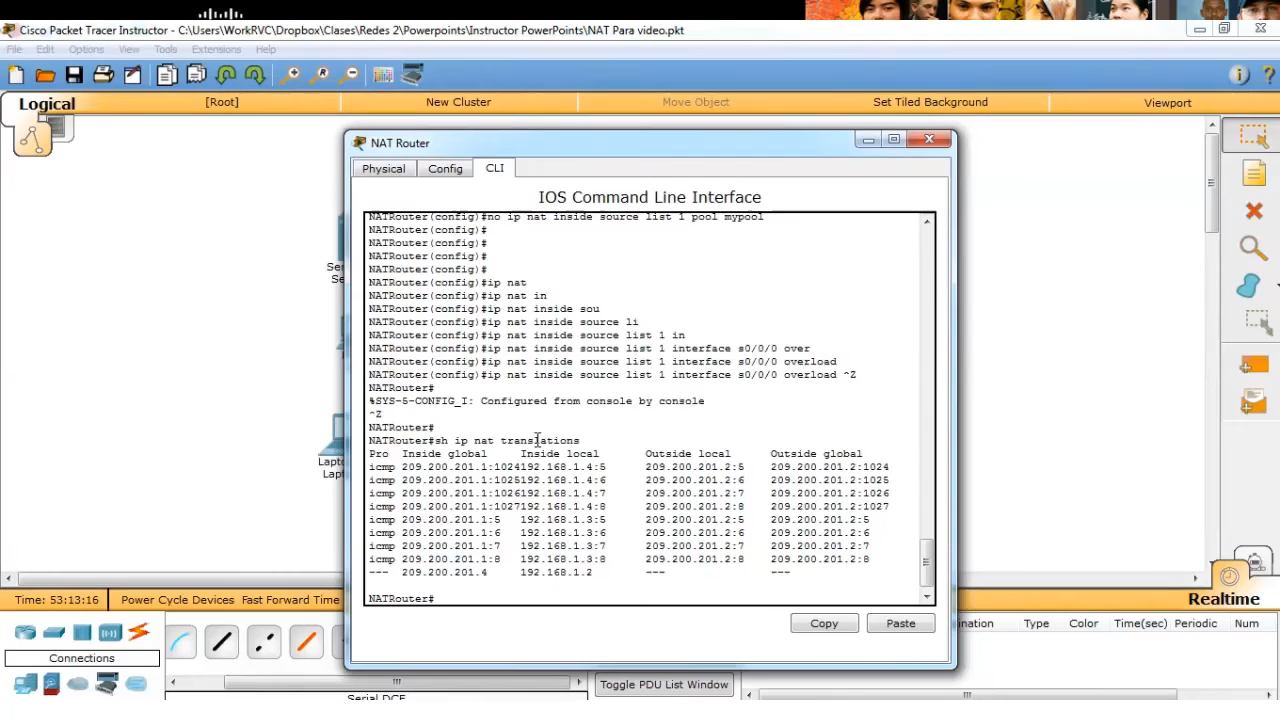 Cisco Packet Tracer Instructor - C:\Users\WorkRVC\Dropbox\Clases\Redes 2\Powerpoints\Instructor PowerPoints\NAT Para video.pkt
File Edit Options View Tools Extensions Help
Logical [Root] New Cluster Move Object Set Tiled Background Viewport
NAT Router
Physical Config CLI
IOS Command Line Interface
NATRouter(config)#no ip nat inside source list 1 pool mypool
NATRouter(config)#
NATRouter(config)#
NATRouter(config)#
NATRouter(config)#
NATRouter(config)#ip nat
NATRouter(config)#ip nat in
NATRouter(config)#ip nat inside sou
NATRouter(config)#ip nat inside source li
NATRouter(config)#ip nat inside source list 1 in
NATRouter(config)#ip nat inside source list 1 interface s0/0/0 over
NATRouter(config)#ip nat inside source list 1 interface s0/0/0 overload
NATRouter(config)#ip nat inside source list 1 interface s0/0/0 overload ^Z
NATRouter#
%SYS-5-CONFIG_I: Configured from console by console
^Z
NATRouter#
NATRouter#sh ip nat translations
Pro Inside global Inside local Outside local Outside global
icmp 209.200.201.1:1024192.168.1.4:5 209.200.201.2:5 209.200.201.2:1024
icmp 209.200.201.1:1025192.168.1.4:6 209.200.201.2:6 209.200.201.2:1025
icmp 209.200.201.1:1026192.168.1.4:7 209.200.201.2:7 209.200.201.2:1026
icmp 209.200.201.1:1027192.168.1.4:8 209.200.201.2:8 209.200.201.2:1027
icmp 209.200.201.1:5 192.168.1.3:5 209.200.201.2:5 209.200.201.2:5
icmp 209.200.201.1:6 192.168.1.3:6 209.200.201.2:6 209.200.201.2:6
icmp 209.200.201.1:7 192.168.1.3:7 209.200.201.2:7 209.200.201.2:7
icmp 209.200.201.1:8 192.168.1.3:8 209.200.201.2:8 209.200.201.2:8
--- 209.200.201.4 192.168.1.2 --- ---
NATRouter#
Copy Paste
Se
Se
Lapto
Lapt
Time: 53:13:16 Power Cycle Devices Fast Forward Time
Realtime
ination Type Color Time(sec) Periodic Num
Connections
Toggle PDU List Window
Serial DCE